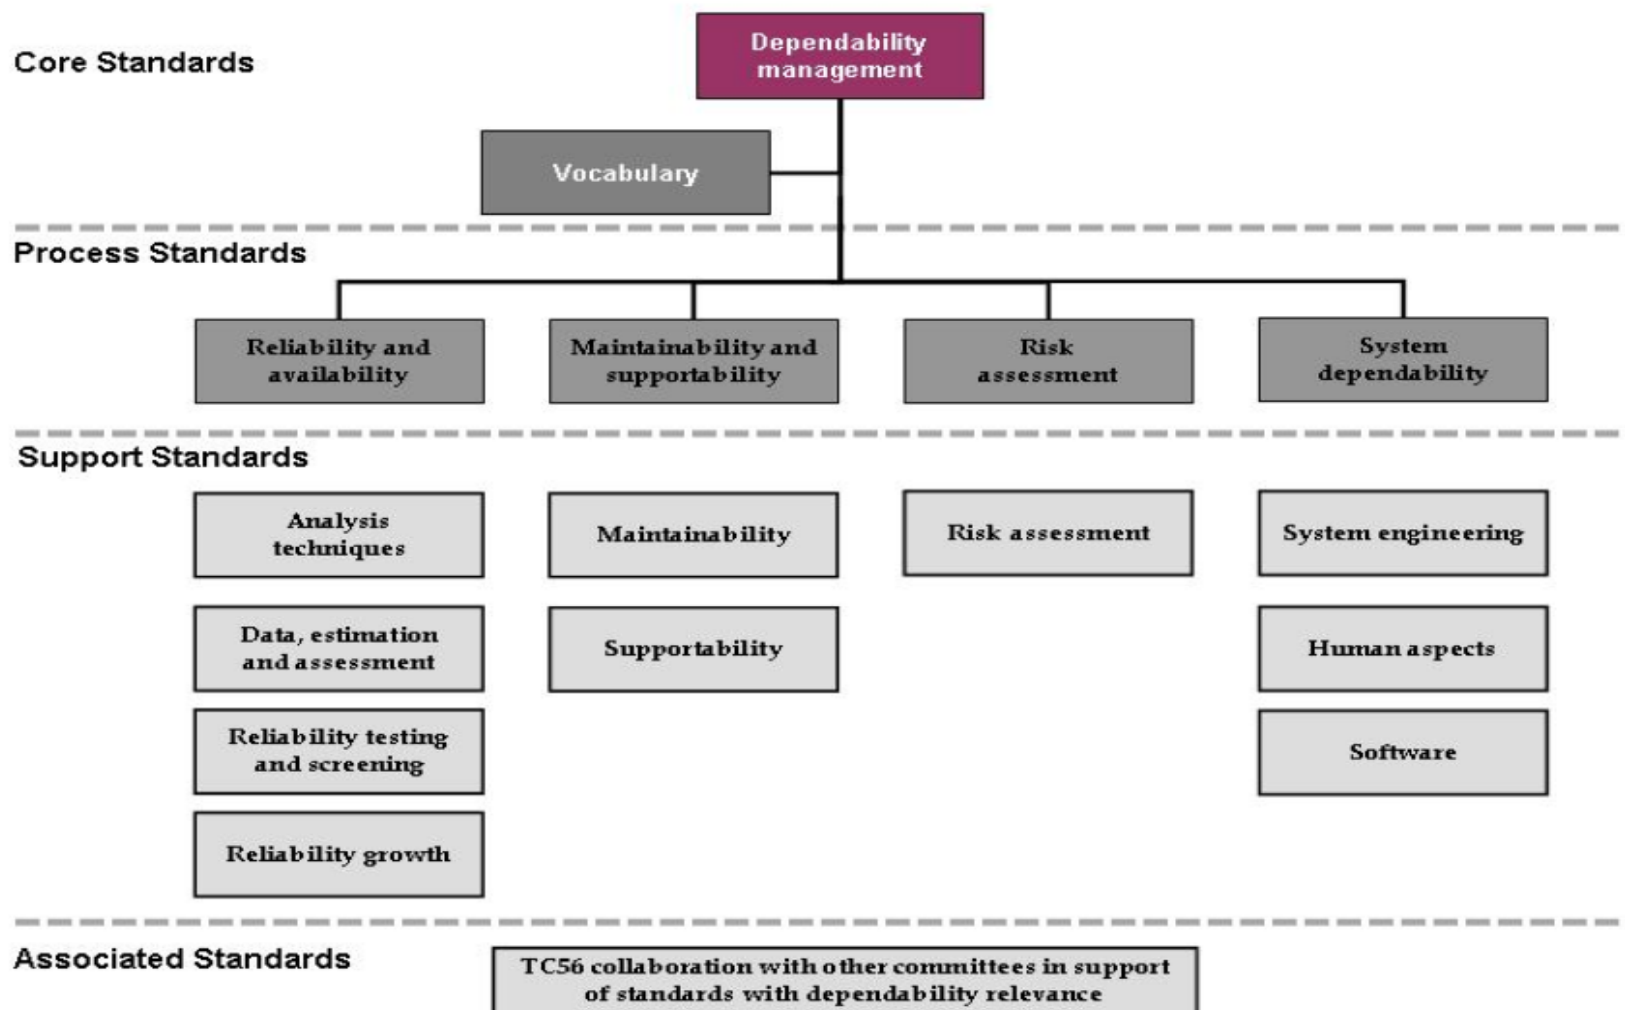 Core Standards
Dependability
management
Vocabulary
Process Standards
Reliability and
availability
Maintainability and
supportability
Risk
assessment
System
dependability
Support Standards
Analysis
techniques
Maintainability
Risk assessment
System engineering
Data, estimation
and assessment
Supportability
Human aspects
Reliability testing
and screening
Software
Reliability growth
Associated Standards
TC56 collaboration with other committees in support
of standards with dependability relevance